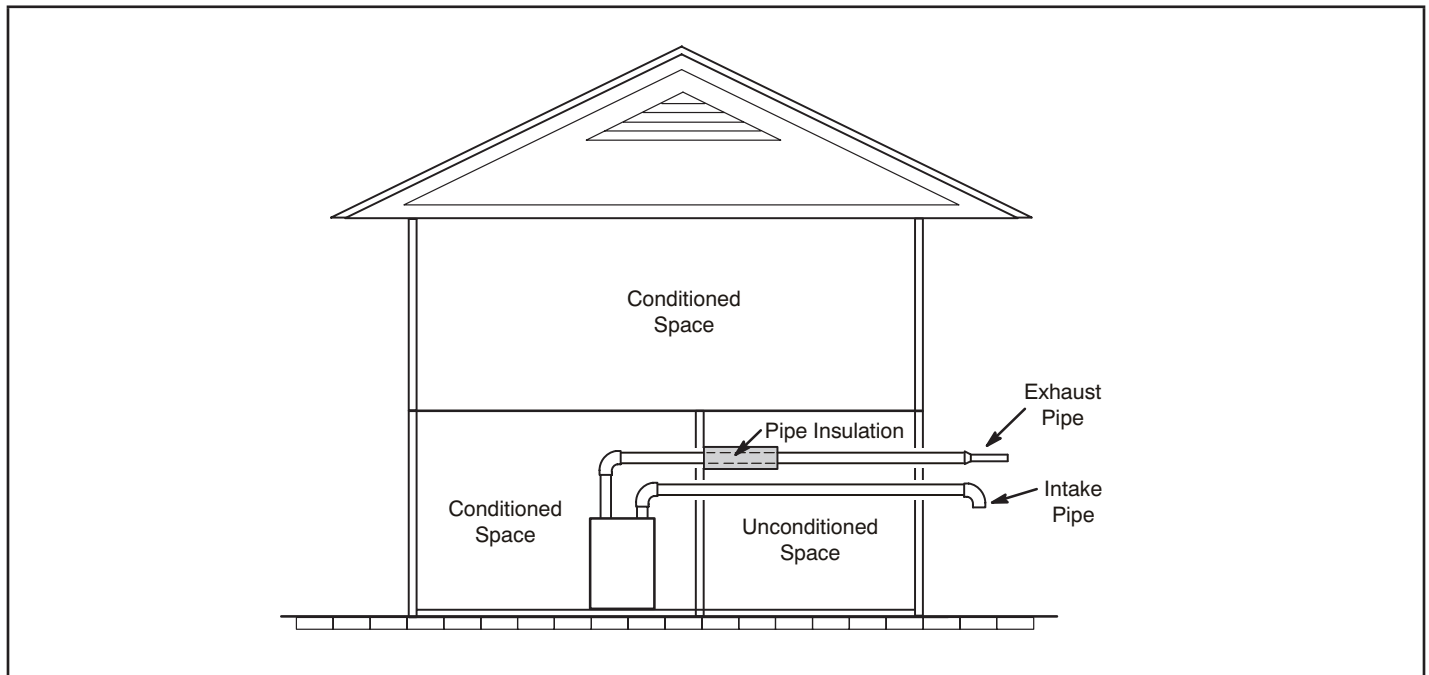 Conditioned
Space
Exhaust
Pipe
Pipe Insulation
Intake
Pipe
Conditioned
Space
Unconditioned
Space